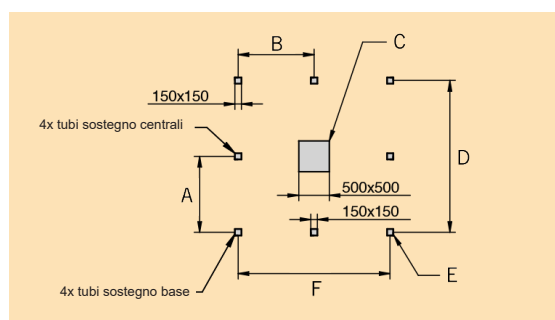 B
C
150x150
4x tubi sostegno centrali
D
A
500x500
150x150
F
E
4x tubi sostegno base